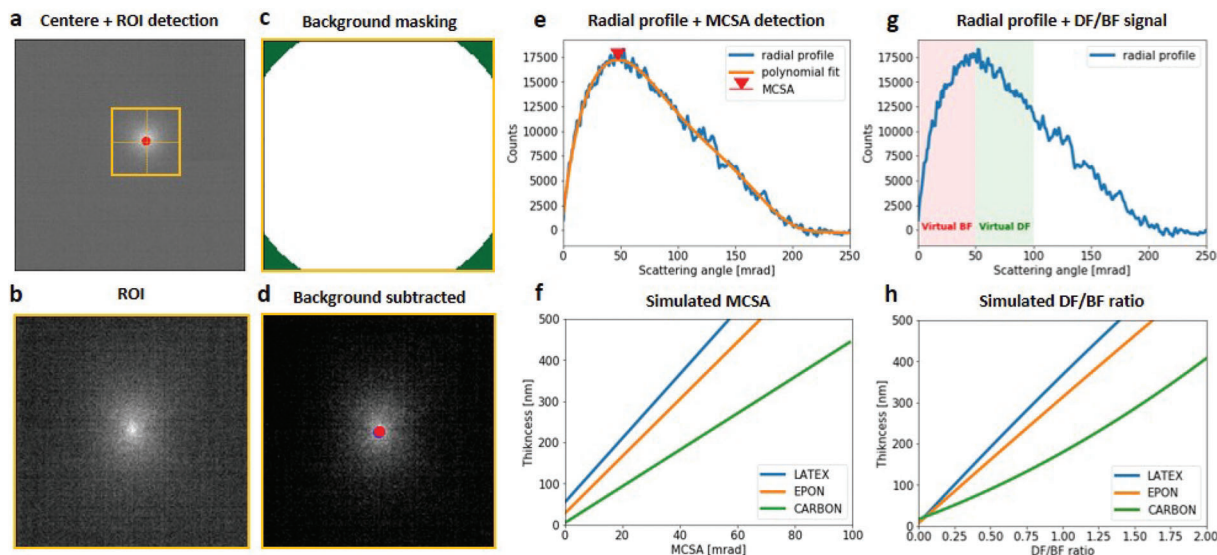 a Centere + ROI detection
c Background masking
b ROI
d Background subtracted
e Radial profile + MCSA detection
17500
15000
12500
10000
7500
5000
2500
0
Counts
radial profile
polynomial fit
MCSA
0 50 100 150 200 250
Scattering angle [mrad]
g Radial profile + DF/BF signal
17500
15000
12500
10000
7500
5000
2500
0
Counts
radial profile
Virtual BF Virtual DF
0 50 100 150 200 250
Scattering angle [mrad]
f Simulated MCSA
500
400
300
200
100
0
Thikncess [nm]
LATEX
EPON
CARBON
0 20 40 60 80 100
MCSA [mrad]
h Simulated DF/BF ratio
500
400
300
200
100
0
Thikncess [nm]
LATEX
EPON
CARBON
0.00 0.25 0.50 0.75 1.00 1.25 1.50 1.75 2.00
DF/BF ratio